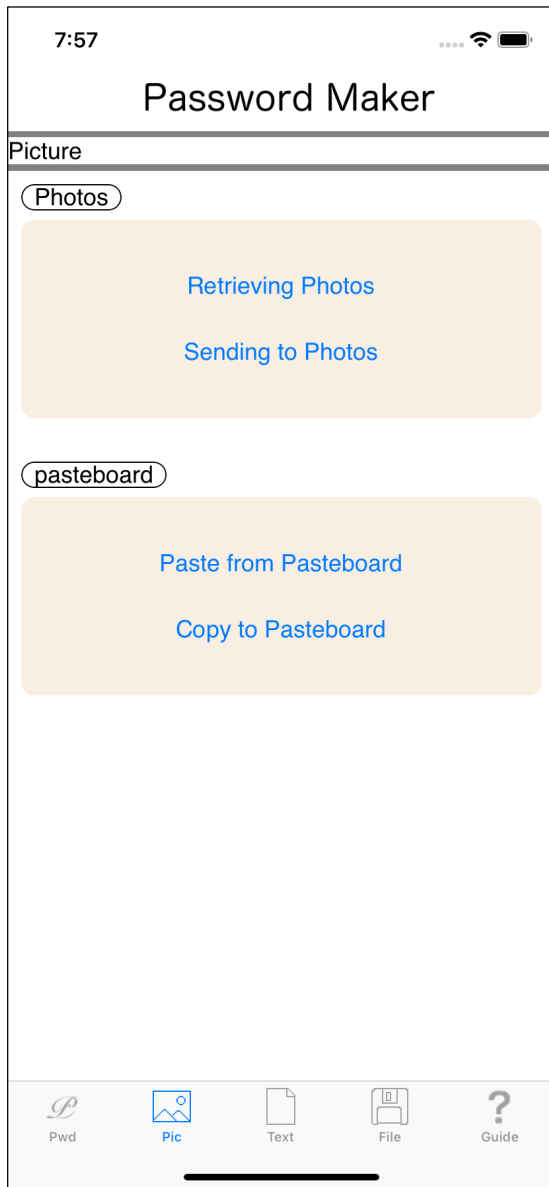 7:57
Password Maker
Picture
Photos
Retrieving Photos
Sending to Photos
pasteboard
Paste from Pasteboard
Copy to Pasteboard
Pwd Pic Text File Guide